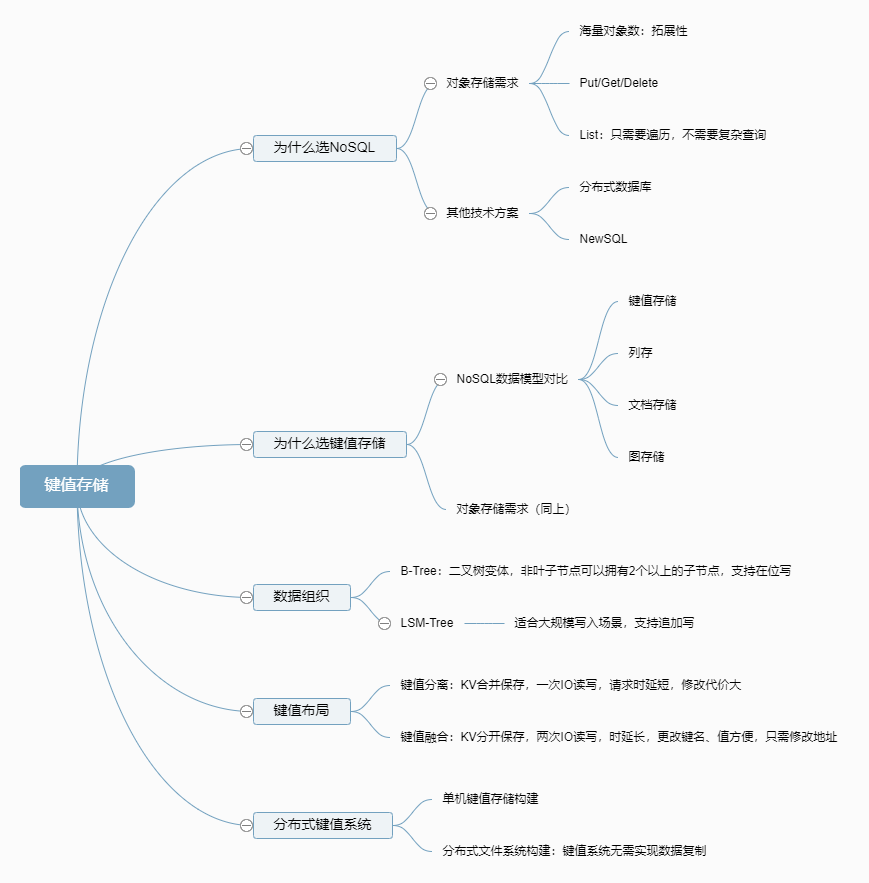 键值存储
为什么选NoSQL
对象存储需求
海量对象数：拓展性
Put/Get/Delete
List：只需要遍历，不需要复杂查询
其他技术方案
分布式数据库
NewSQL
为什么选键值存储
NoSQL数据模型对比
键值存储
列存
文档存储
图存储
对象存储需求（同上）
数据组织
B-Tree：二叉树变体，非叶子节点可以拥有2个以上的子节点，支持在位写
LSM-Tree
适合大规模写入场景，支持追加写
键值布局
键值分离：KV合并保存，一次IO读写，请求时延短，修改代价大
键值融合：KV分开保存，两次IO读写，时延长，更改键名、值方便，只需修改地址
分布式键值系统
单机键值存储构建
分布式文件系统构建：键值系统无需实现数据复制